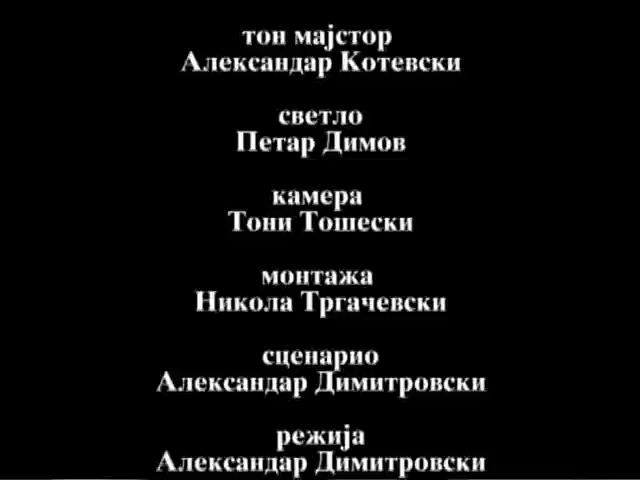 тон мајстор
Александар Котевски
светло
Петар Димов
камера
Тони Тошески
монтажа
Никола Тргачевски
сценарио
Александар Димитровски
режија
Александар Димитровски